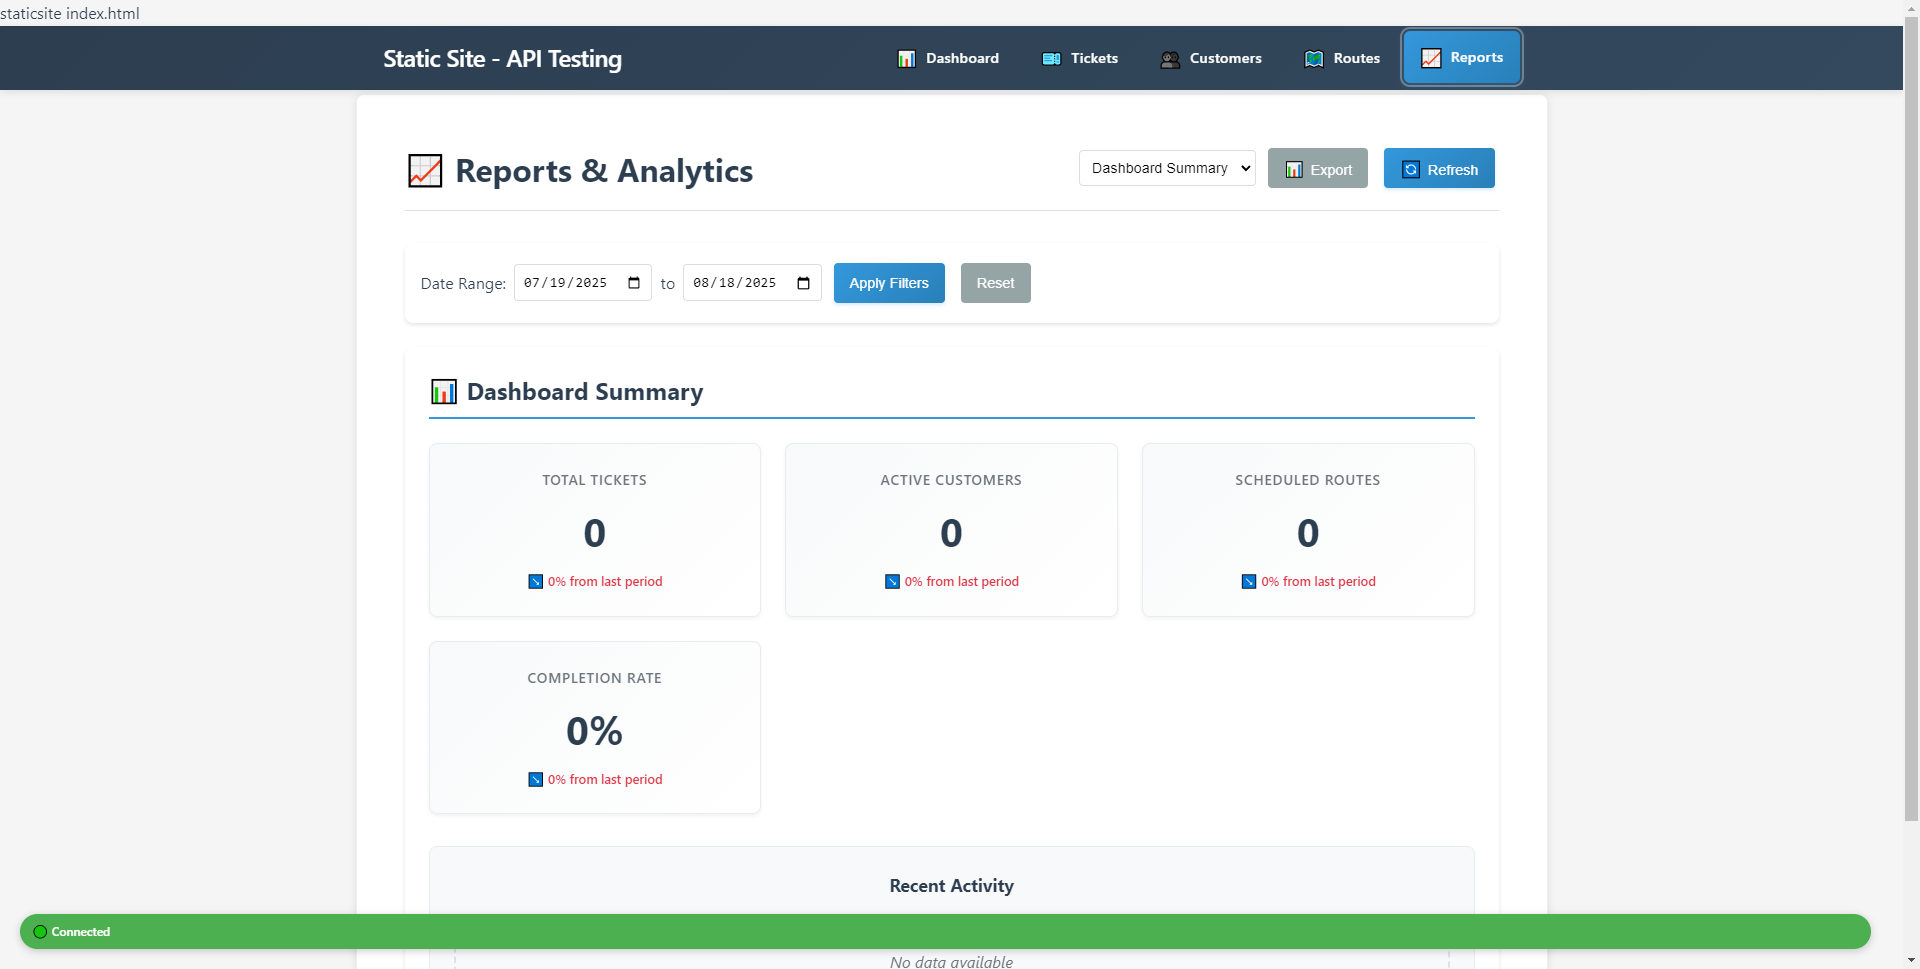 staticsite index.html
Static Site - API Testing
Dashboard
Tickets
Customers
Routes
Reports
Reports & Analytics
Dashboard Summary
Export
Refresh
Date Range: 07/19/2025 to 08/18/2025
Apply Filters
Reset
Dashboard Summary
TOTAL TICKETS
0
0% from last period
ACTIVE CUSTOMERS
0
0% from last period
SCHEDULED ROUTES
0
0% from last period
COMPLETION RATE
0%
0% from last period
Recent Activity
Connected
No data available